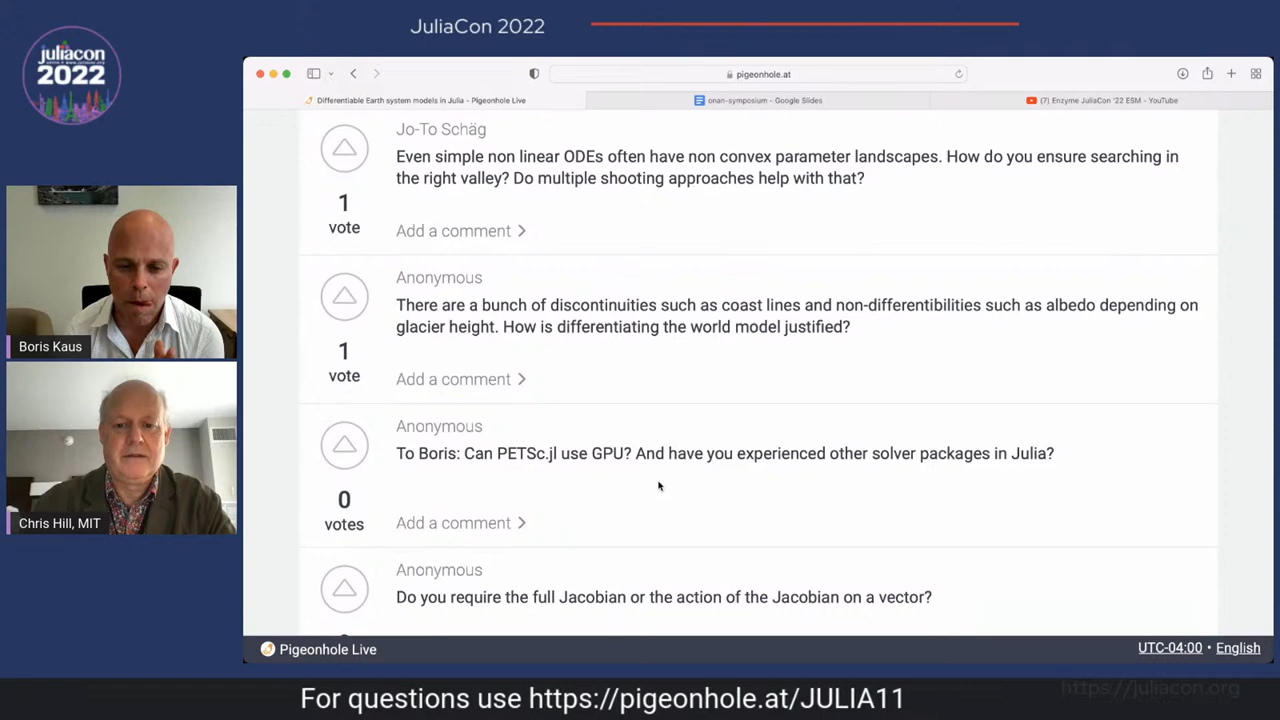 JuliaCon 2022
juliacon
2022
pigeonhole.at
Differentiable Earth system models in Julia - Pigeonhole Live
onan-symposium - Google Slides
(7) Enzyme JuliaCon '22 ESM - YouTube
Jo-To Schäg
Even simple non linear ODEs often have non convex parameter landscapes. How do you ensure searching in
the right valley? Do multiple shooting approaches help with that?
1
vote
Add a comment
Anonymous
There are a bunch of discontinuities such as coast lines and non-differentibilities such as albedo depending on
glacier height. How is differentiating the world model justified?
1
vote
Add a comment
Anonymous
To Boris: Can PETSc.jl use GPU? And have you experienced other solver packages in Julia?
0
votes
Add a comment
Anonymous
Do you require the full Jacobian or the action of the Jacobian on a vector?
Boris Kaus
Chris Hill, MIT
Pigeonhole Live
UTC-04:00 • English
For questions use https://pigeonhole.at/JULIA11
https://juliacon.org